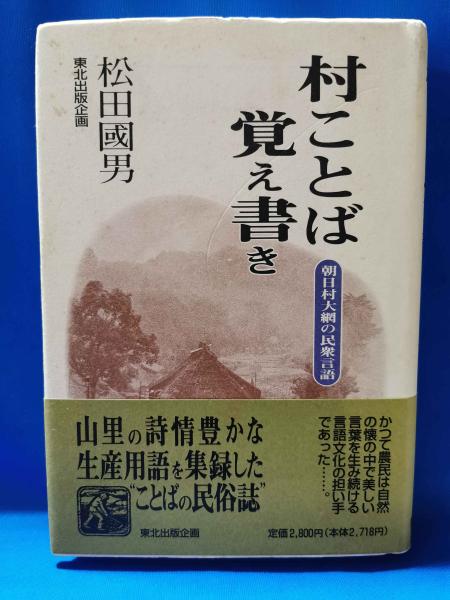 村ことば
覚え書き
朝日村大網の民衆言語
松田國男
東北出版企画
かつて農民は自然
の懐の中で美しい
言葉を生み続ける
言語文化の担い手
であった……。
山里の詩情豊かな
生産用語を集録した
“ことばの民俗誌”
東北出版企画
定価2,800円(本体2,718円)